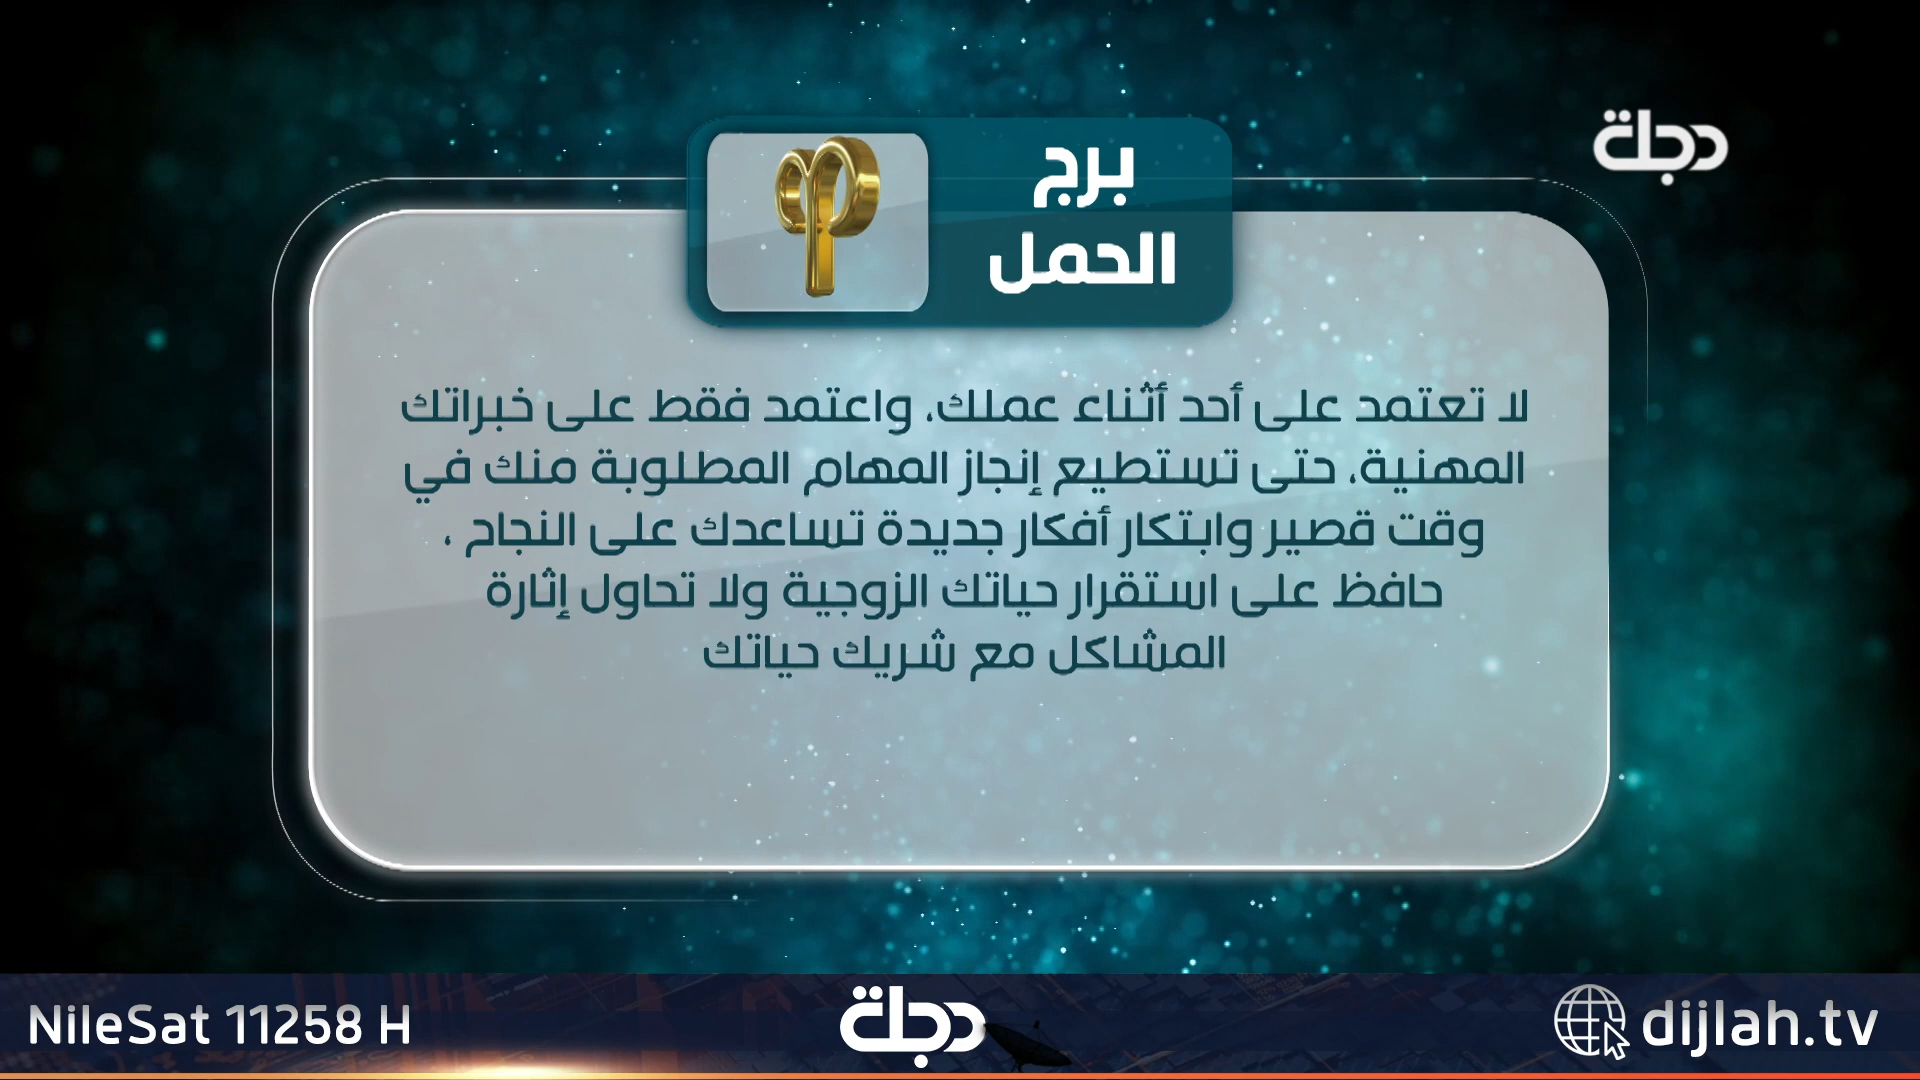 دجلة
برج
الحمل
لا تعتمد على أحد أثناء عملك، واعتمد فقط على خبراتك
المهنية، حتى تستطيع إنجاز المهام المطلوبة منك في
وقت قصير وابتكار أفكار جديدة تساعدك على النجاح ،
حافظ على استقرار حياتك الزوجية ولا تحاول إثارة
المشاكل مع شريك حياتك
NileSat 11258 H
دجلة
dijlah.tv